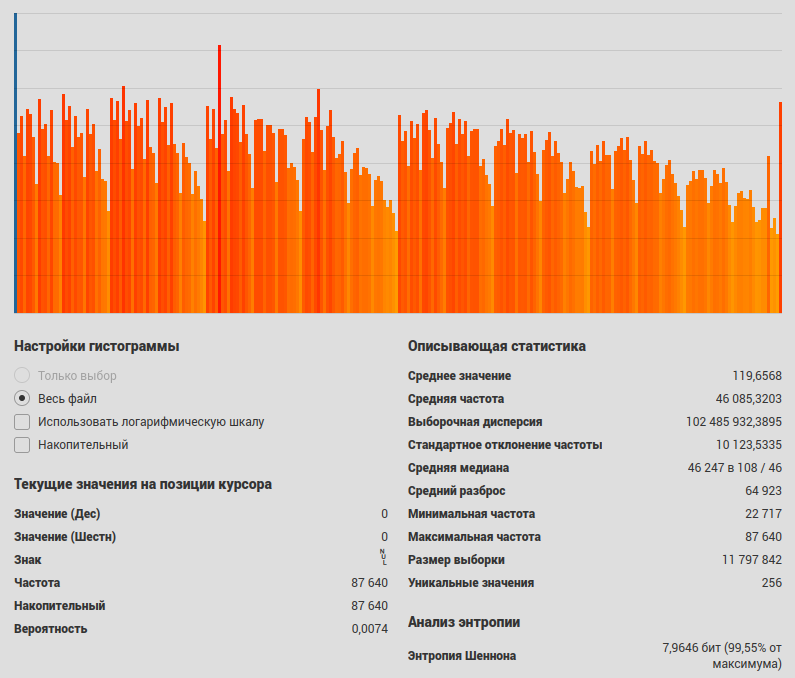 Настройки гистограммы
Только выбор
Весь файл
Использовать логарифмическую шкалу
Накопительный
Текущие значения на позиции курсора
Значение (Дес) 0
Значение (Шестн) 0
Знак NUL
Частота 87 640
Накопительный 87 640
Вероятность 0,0074
Описывающая статистика
Среднее значение 119,6568
Средняя частота 46 085,3203
Выборочная дисперсия 102 485 932,3895
Стандартное отклонение частоты 10 123,5335
Средняя медиана 46 247 в 108 / 46
Средний разброс 64 923
Минимальная частота 22 717
Максимальная частота 87 640
Размер выборки 11 797 842
Уникальные значения 256
Анализ энтропии
Энтропия Шеннона 7,9646 бит (99,55% от
максимума)